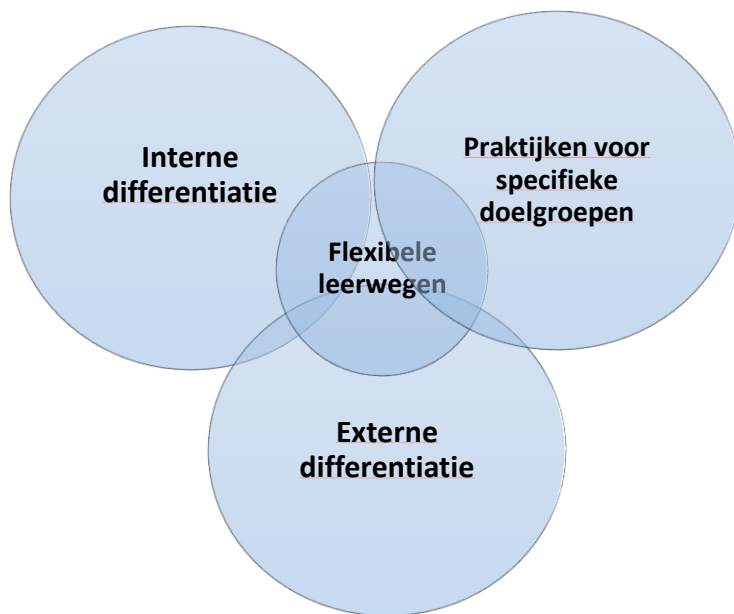 Interne
differentiatie
Praktijken voor
specifieke
doelgroepen
Flexibele
leerwegen
Externe
differentiatie